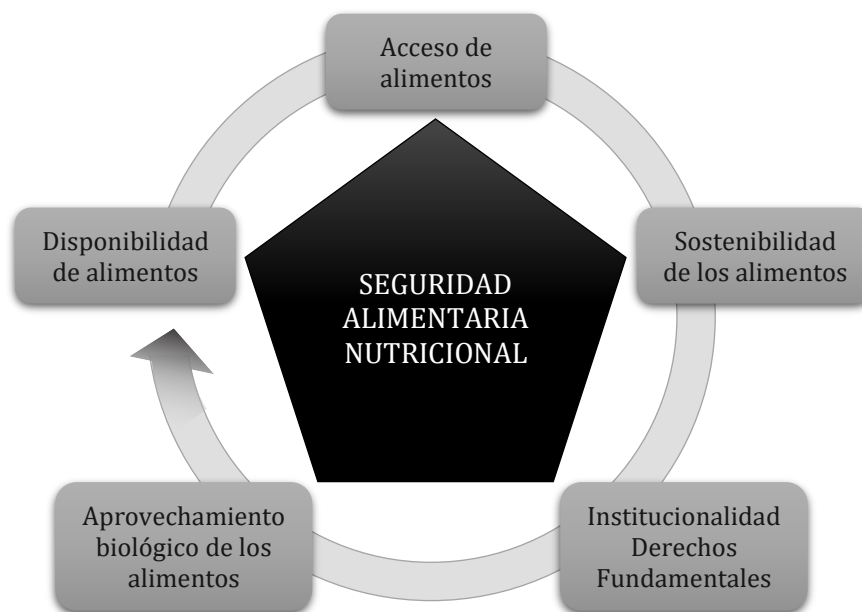 Acceso de
alimentos
Disponibilidad
de alimentos
Sostenibilidad
de los alimentos
SEGURIDAD
ALIMENTARIA
NUTRICIONAL
Aprovechamiento
biológico de los
alimentos
Institucionalidad
Derechos
Fundamentales